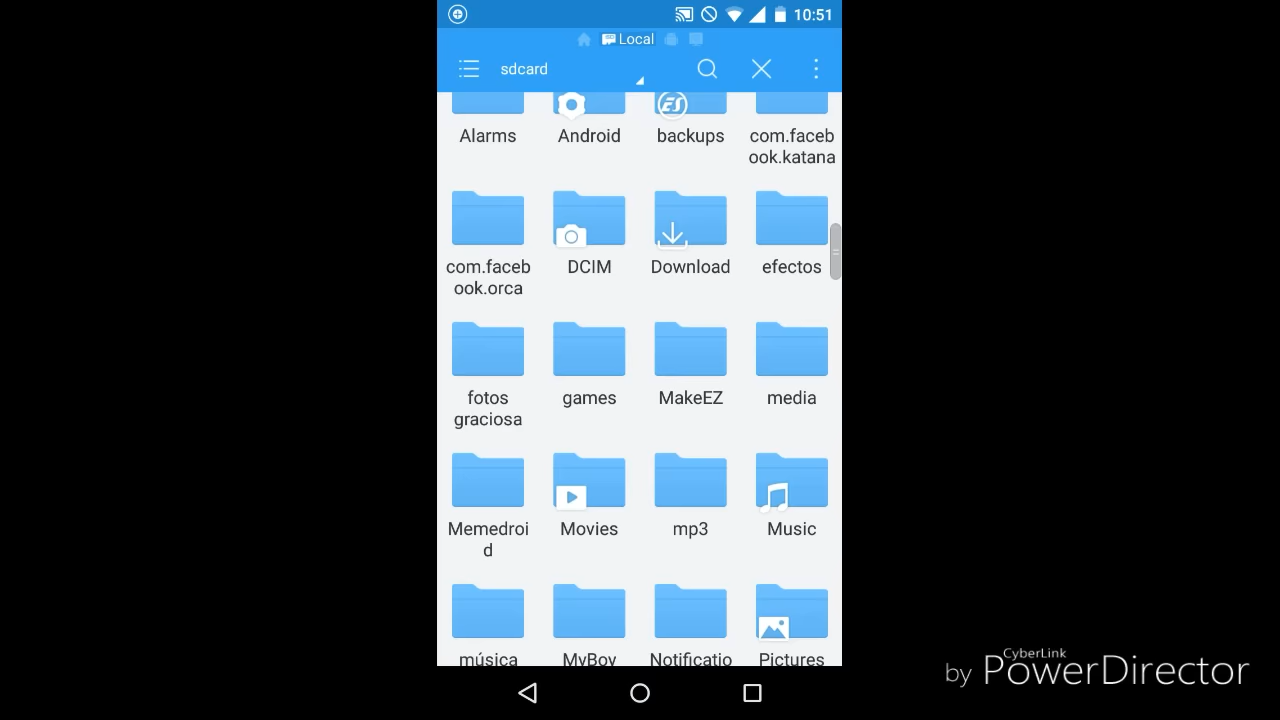 10:51
Local
sdcard
ES
Alarms Android backups com.faceb
ook.katana
com.faceb DCIM Download efectos
ook.orca
fotos games MakeEZ media
graciosa
Memedroi Movies mp3 Music
d
música MyBoy Notificatio Pictures
CyberLink
by PowerDirector